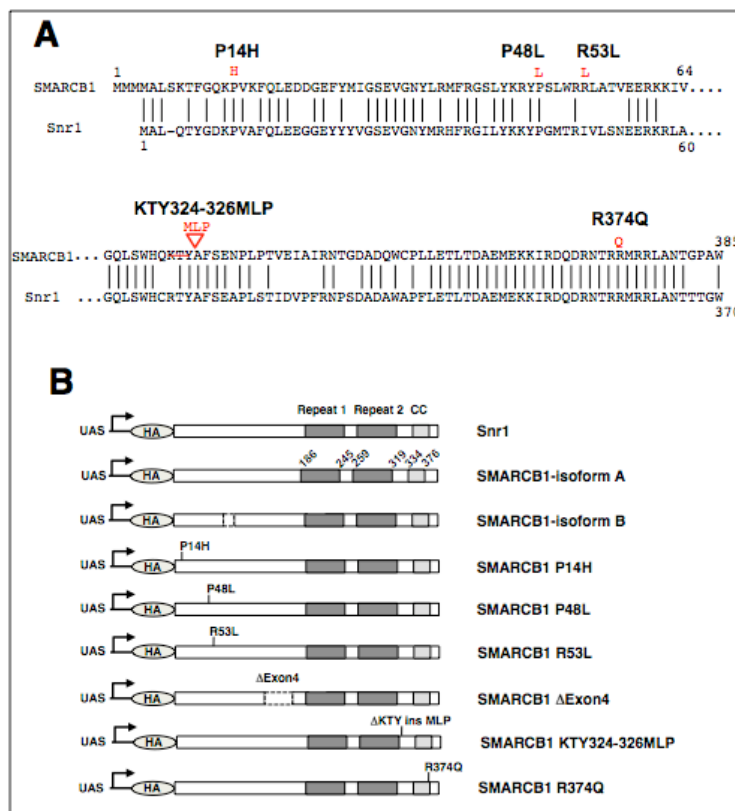 A
P14H P48L R53L
1 H L L 64
SMARCB1 MMMMALSKTFGQKPVKFQLEDDGEFYMIGSEVGNYLRMFRGSLYKRYPSLWRRLATVEERKKIV....
Snr1 MAL-QTYGDKPVAFQLEEGGEYYYVGSEVGNYMRHFRGILYKKYPGMTRIVLSNEERKRLA....
1 60
KTY324-326MLP R374Q
MLP Q 385
SMARCB1... GQLSWHQKTYAFSENPLPTVEIAIRNTGDADQWCPLLETLTDAEMEKKIRDQDRNTRRMRRLANTGPAW
Snr1 ...GQLSWHCRTYAFSEAPLSTIDVPFRNPSDADAWAPFLETLTDAEMEKKIRDQDRNTRRMRRLANTTTGW
370
B
Repeat 1 Repeat 2 CC
UAS HA Snr1
186 245 259 319 334 376
UAS HA SMARCB1-isoform A
UAS HA SMARCB1-isoform B
P14H
UAS HA SMARCB1 P14H
P48L
UAS HA SMARCB1 P48L
R53L
UAS HA SMARCB1 R53L
ΔExon4
UAS HA SMARCB1 ΔExon4
ΔKTY ins MLP
UAS HA SMARCB1 KTY324-326MLP
R374Q
UAS HA SMARCB1 R374Q